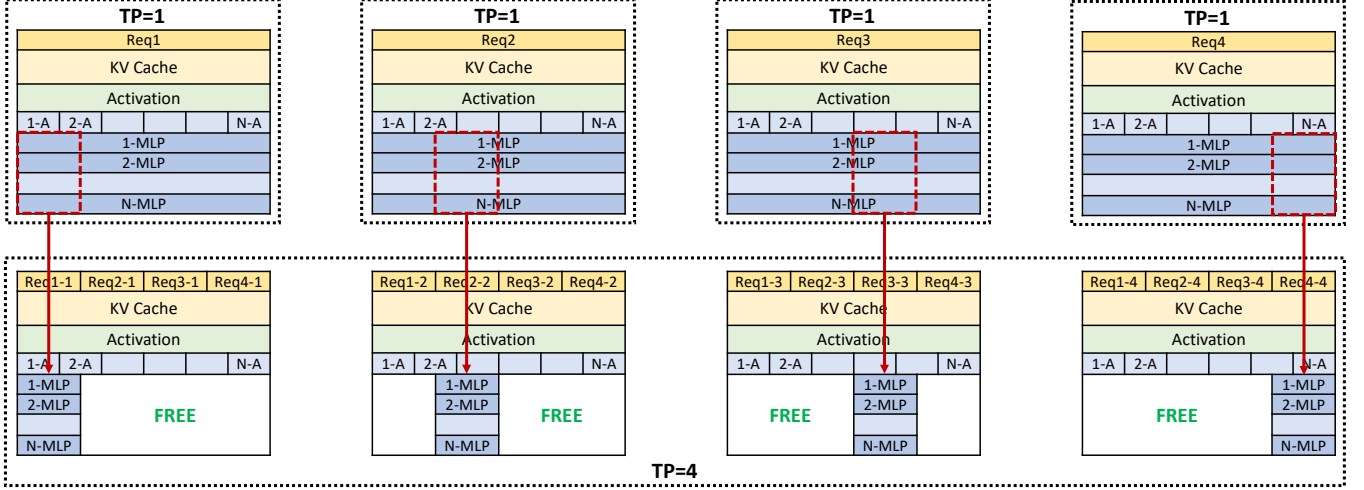 TP=1 TP=1 TP=1 TP=1
Req1 Req2 Req3 Req4
KV Cache KV Cache KV Cache KV Cache
Activation Activation Activation Activation
1-A 2-A N-A 1-A 2-A N-A 1-A 2-A N-A 1-A 2-A N-A
1-MLP 1-MLP 1-MLP 1-MLP
2-MLP 2-MLP 2-MLP 2-MLP
N-MLP N-MLP N-MLP N-MLP
Req1-1 Req2-1 Req3-1 Req4-1 Req1-2 Req2-2 Req3-2 Req4-2 Req1-3 Req2-3 Req3-3 Req4-3 Req1-4 Req2-4 Req3-4 Req4-4
KV Cache KV Cache KV Cache KV Cache
Activation Activation Activation Activation
1-A 2-A N-A 1-A 2-A N-A 1-A 2-A N-A 1-A 2-A N-A
1-MLP 1-MLP 1-MLP 1-MLP
2-MLP 2-MLP 2-MLP 2-MLP
FREE FREE FREE FREE
N-MLP N-MLP N-MLP N-MLP
TP=4